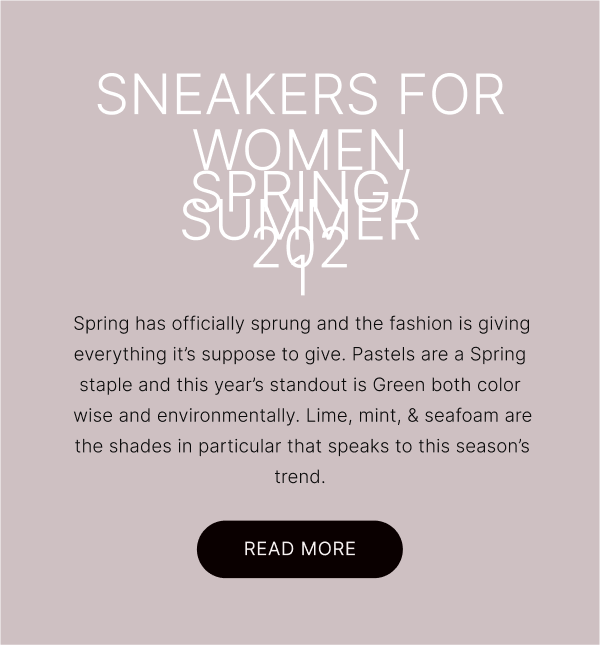 SNEAKERS FOR
WOMEN
SPRING/
SUMMER
202
1
Spring has officially sprung and the fashion is giving
everything it’s suppose to give. Pastels are a Spring
staple and this year’s standout is Green both color
wise and environmentally. Lime, mint, & seafoam are
the shades in particular that speaks to this season’s
trend.
READ MORE